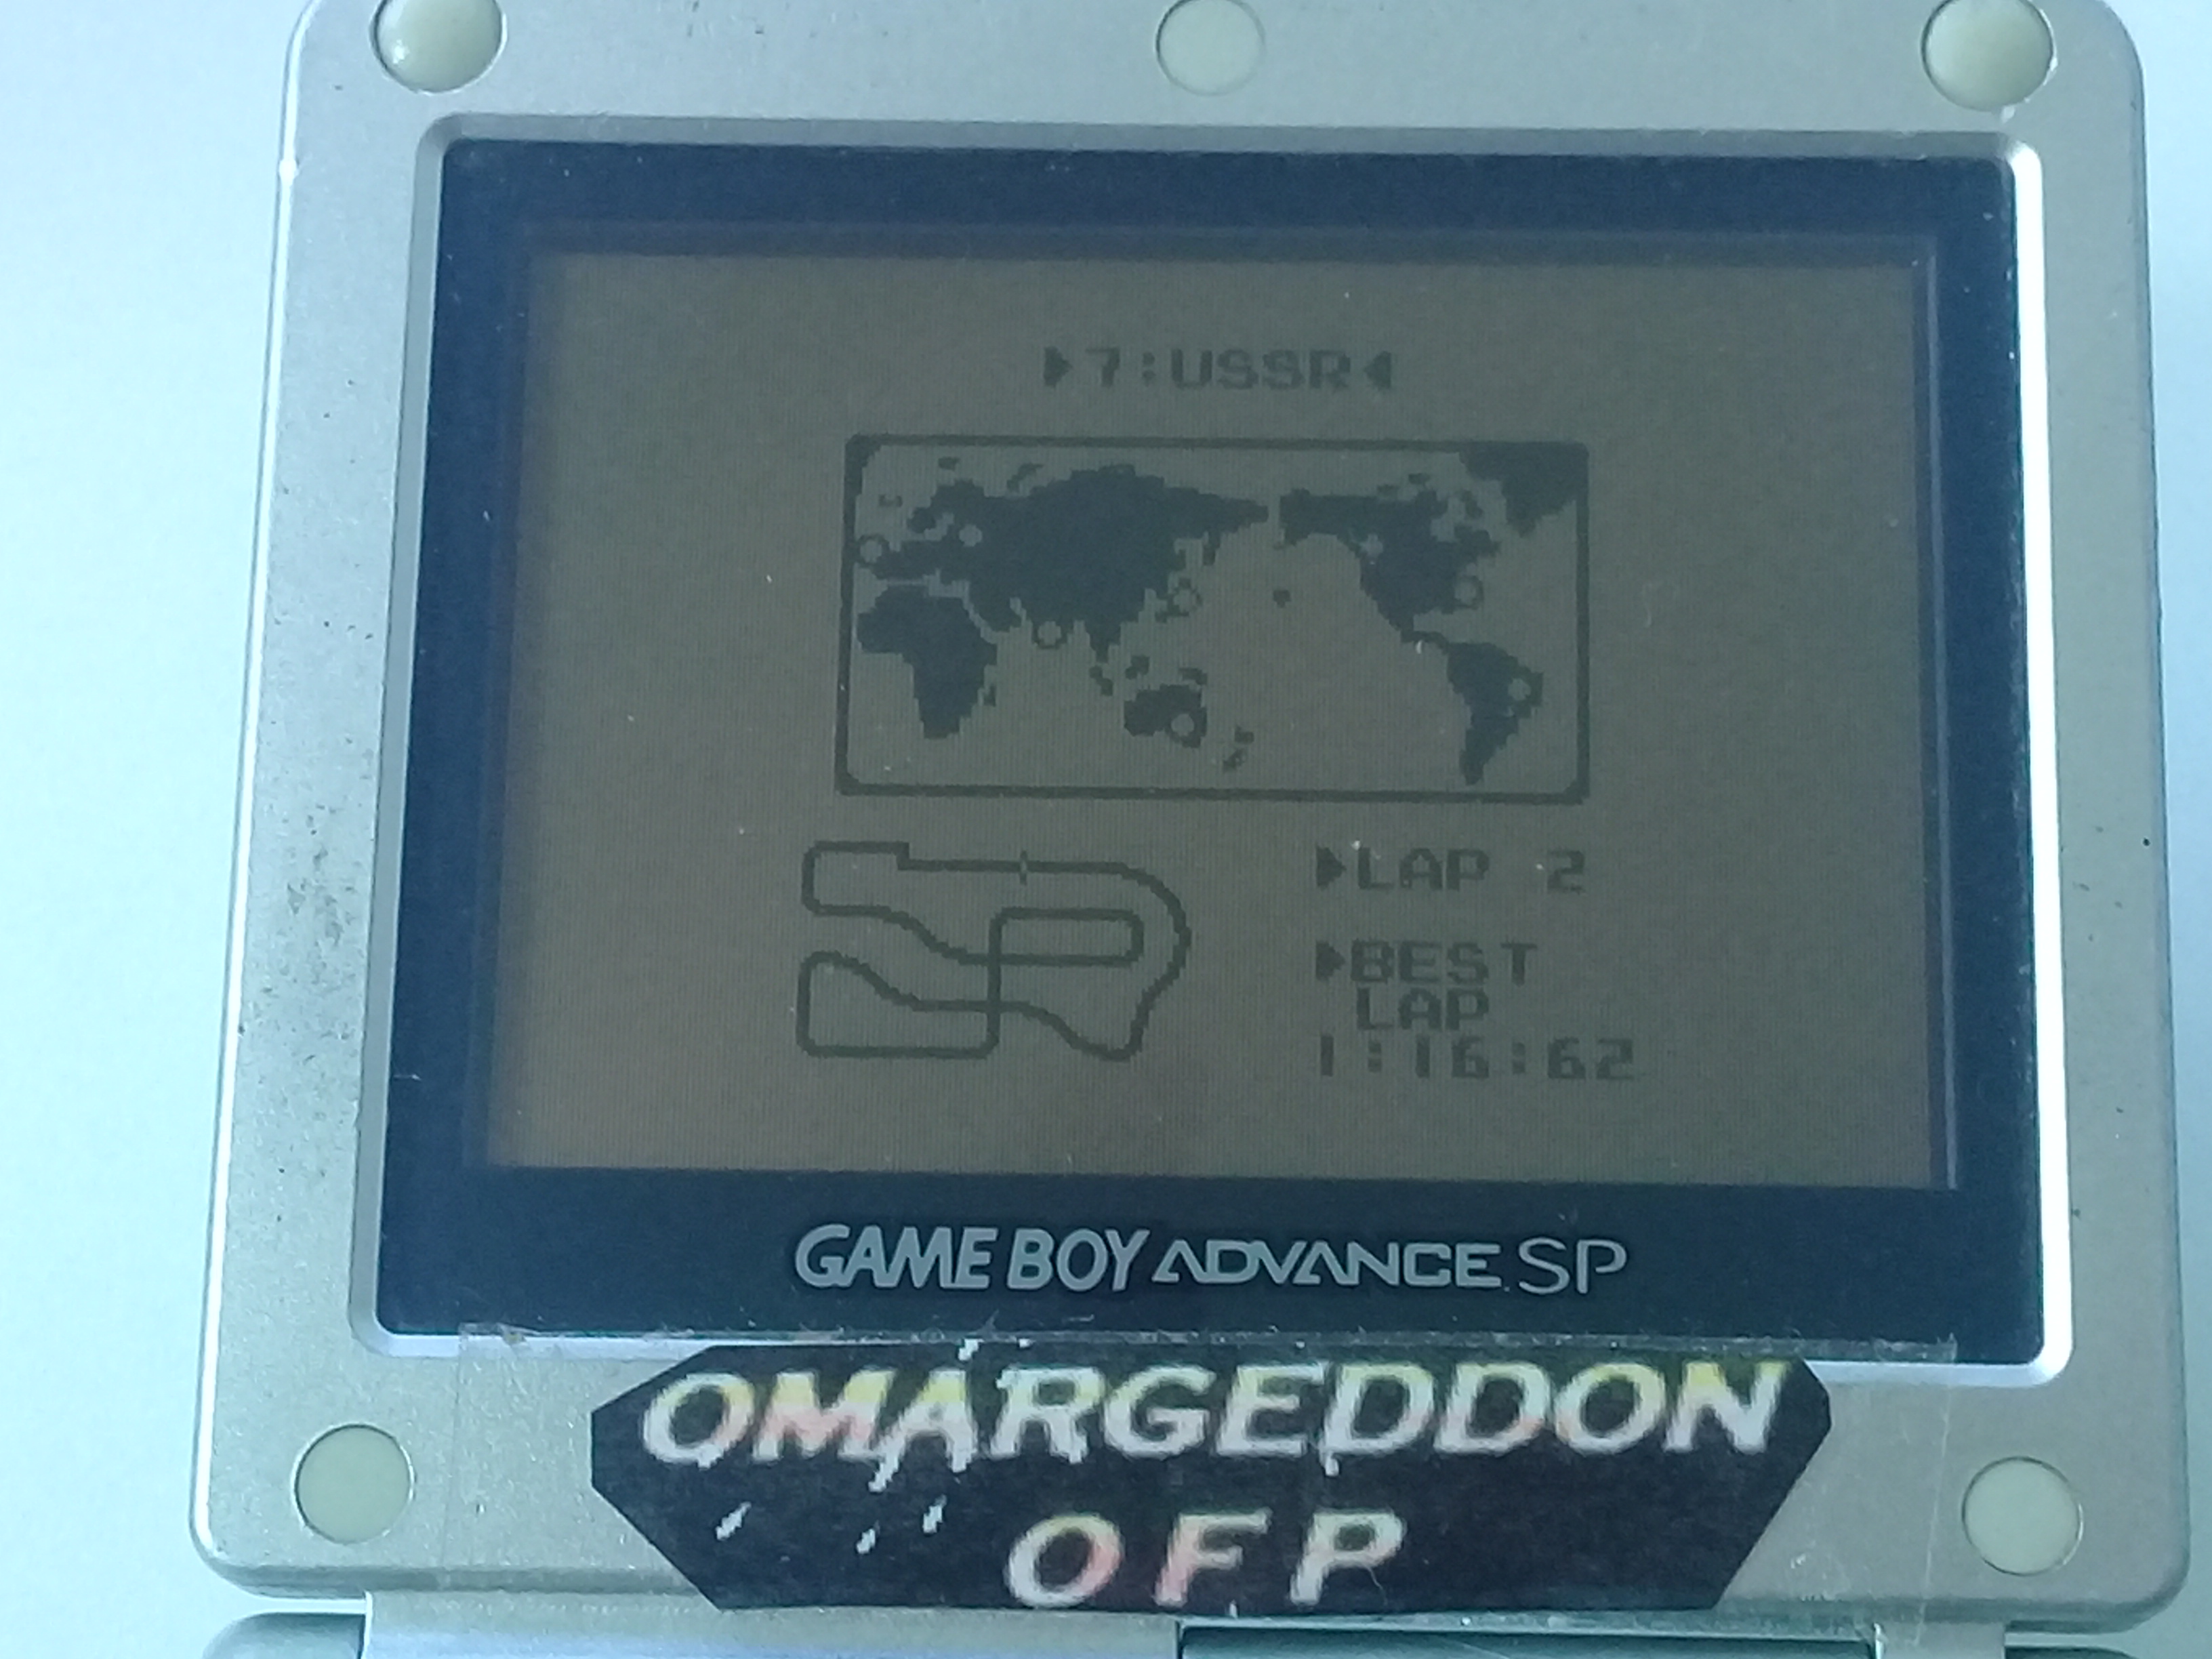 7:USSR
LAP 2
BEST
LAP
1:16:62
GAME BOY ADVANCE SP
OMARGEDDON
OFP